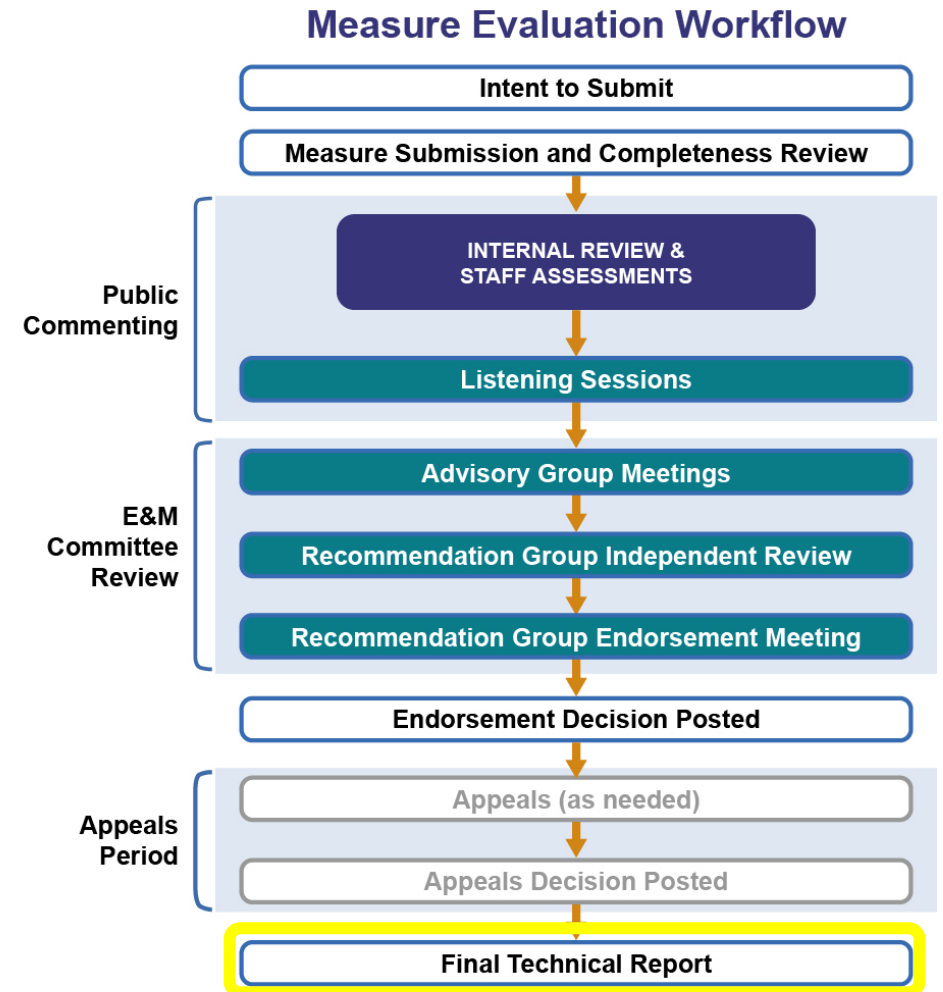 Measure Evaluation Workflow
Intent to Submit
Measure Submission and Completeness Review
Public
Commenting
INTERNAL REVIEW &
STAFF ASSESSMENTS
Listening Sessions
E&M
Committee
Review
Advisory Group Meetings
Recommendation Group Independent Review
Recommendation Group Endorsement Meeting
Endorsement Decision Posted
Appeals
Period
Appeals (as needed)
Appeals Decision Posted
Final Technical Report